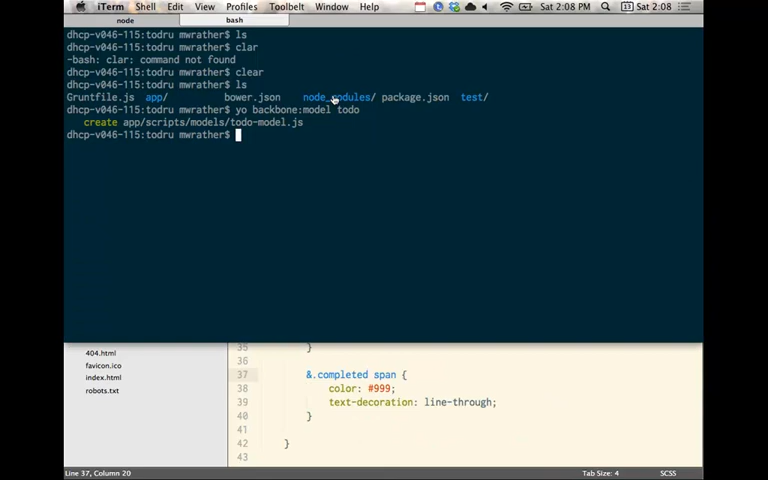 iTerm Shell Edit View Profiles Toolbelt Window Help Sat 2:08 PM 13 Sat 2:08
node bash
dhcp-v046-115:todru mwrather$ ls
dhcp-v046-115:todru mwrather$ clar
-bash: clar: command not found
dhcp-v046-115:todru mwrather$ clear
dhcp-v046-115:todru mwrather$ ls
Gruntfile.js app/ bower.json node_modules/ package.json test/
dhcp-v046-115:todru mwrather$ yo backbone:model todo
create app/scripts/models/todo-model.js
dhcp-v046-115:todru mwrather$
404.html
favicon.ico
index.html
robots.txt
35 }
36
37 &.completed span {
38 color: #999;
39 text-decoration: line-through;
40 }
41
42 }
43
Line 37, Column 20 Tab Size: 4 SCSS